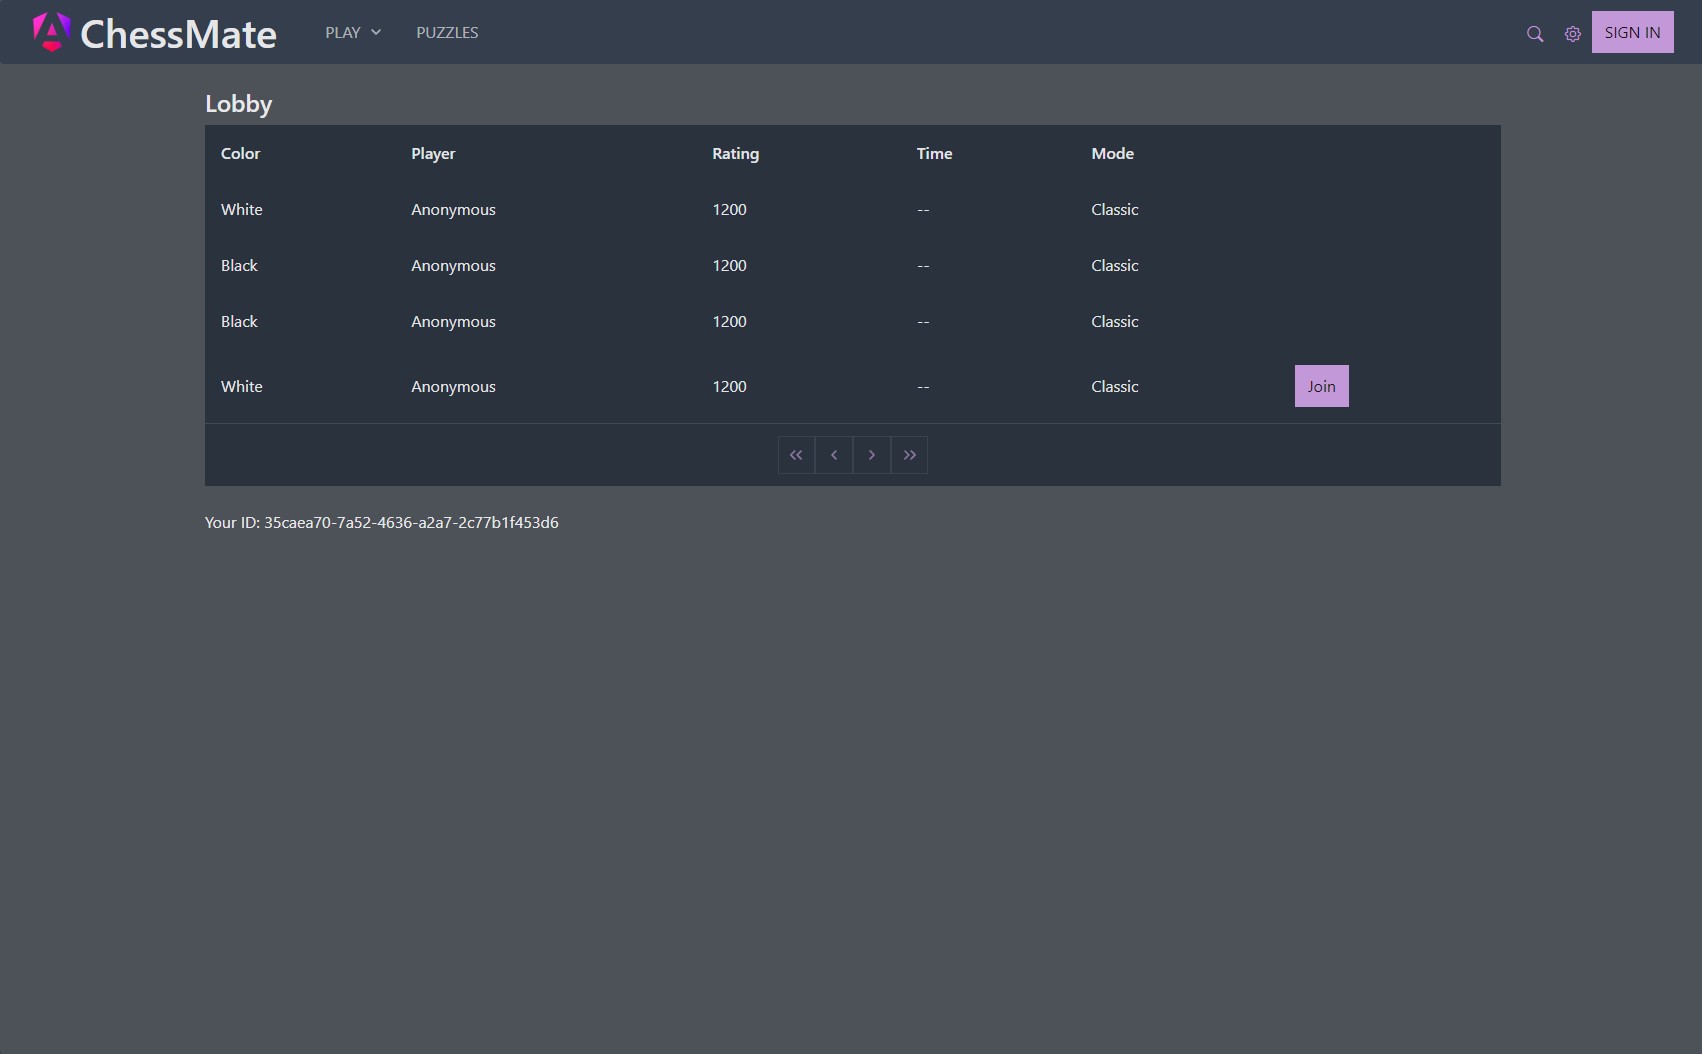 ChessMate PLAY PUZZLES SIGN IN
Lobby
Color Player Rating Time Mode
White Anonymous 1200 -- Classic
Black Anonymous 1200 -- Classic
Black Anonymous 1200 -- Classic
White Anonymous 1200 -- Classic Join
Your ID: 35caea70-7a52-4636-a2a7-2c77b1f453d6